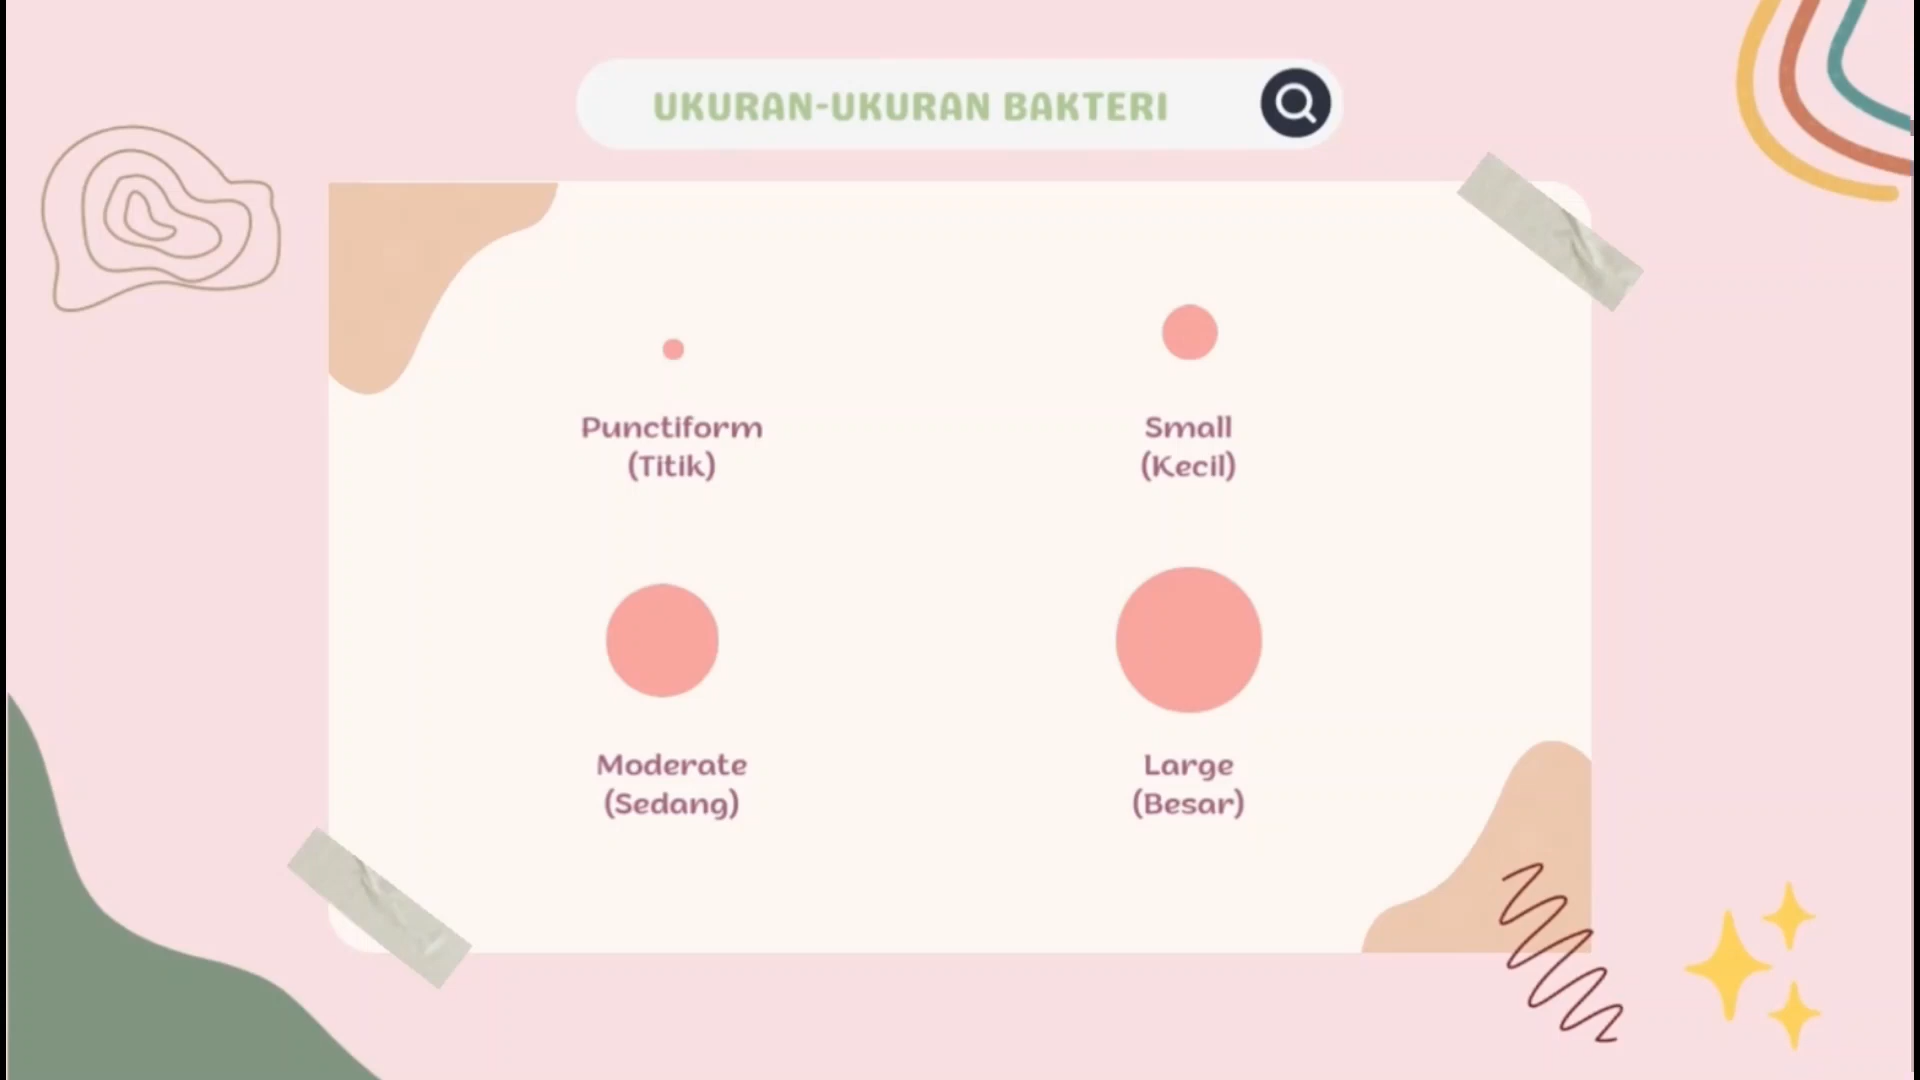 UKURAN-UKURAN BAKTERI
Punctiform
(Titik)
Small
(Kecil)
Moderate
(Sedang)
Large
(Besar)